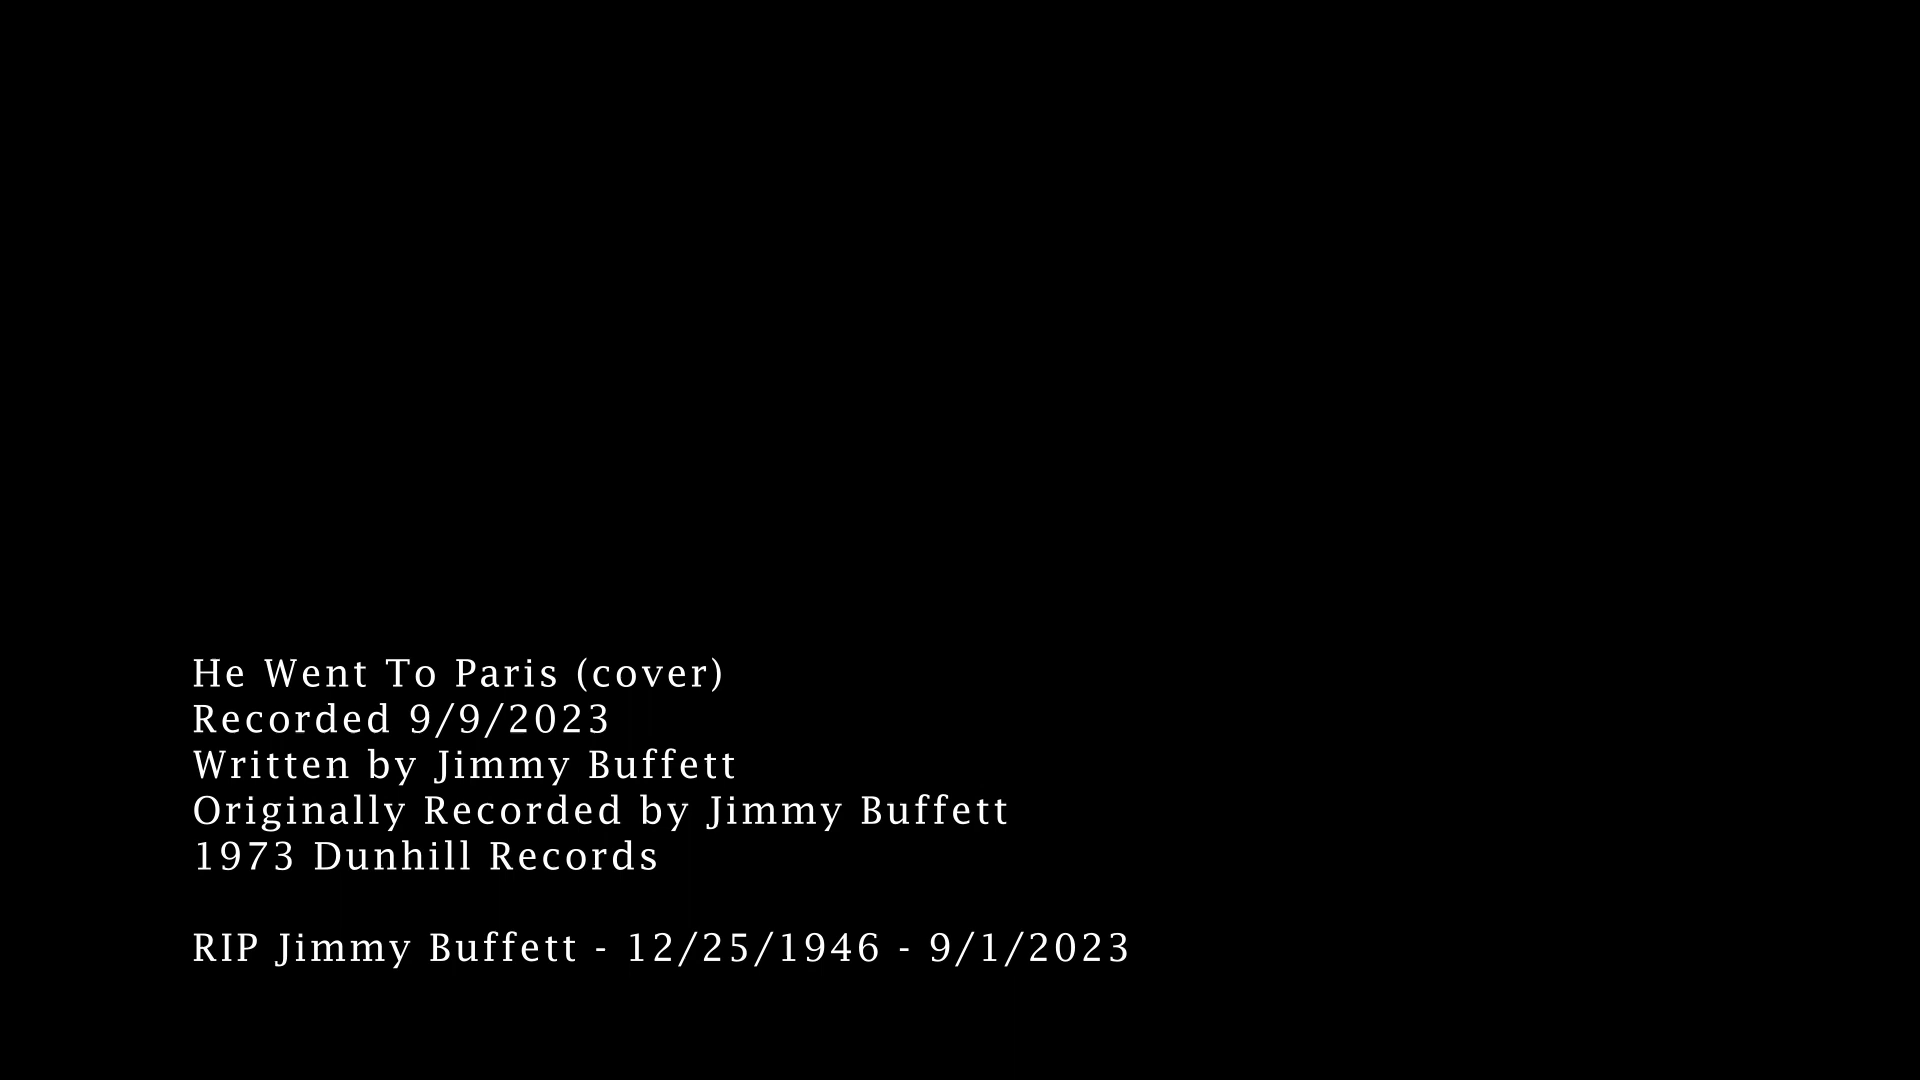 He Went To Paris (cover)
Recorded 9/9/2023
Written by Jimmy Buffett
Originally Recorded by Jimmy Buffett
1973 Dunhill Records
RIP Jimmy Buffett - 12/25/1946 - 9/1/2023